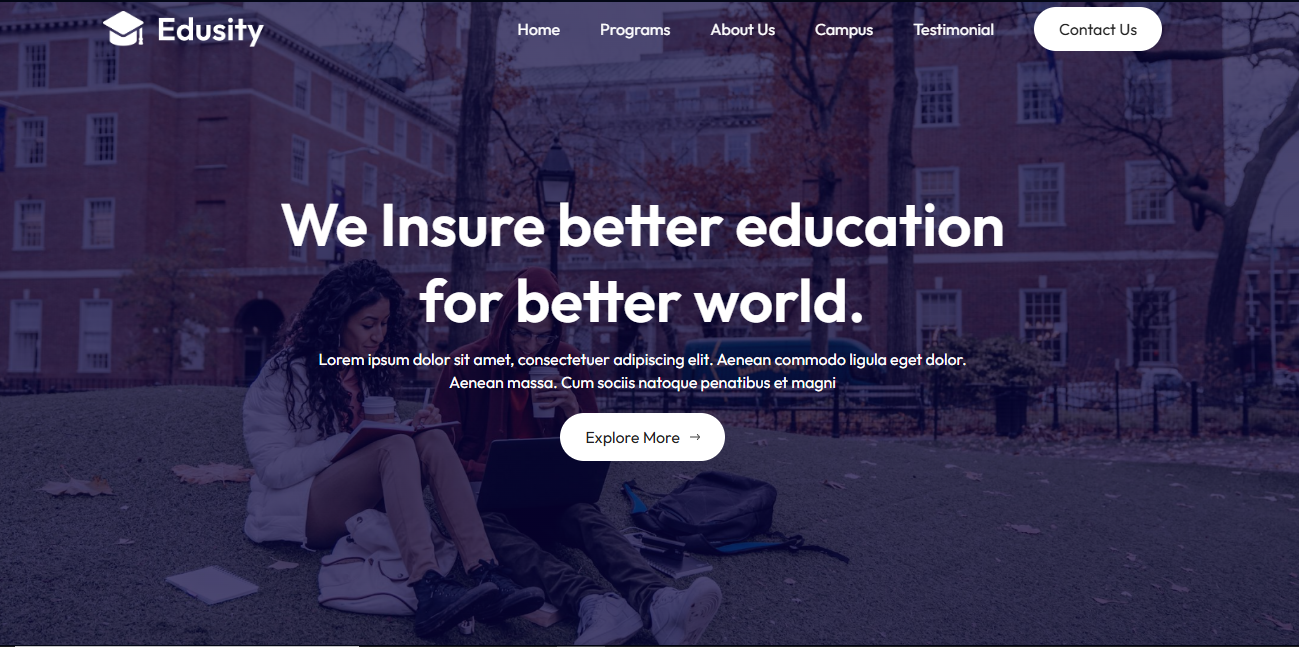 Edusity
Home Programs About Us Campus Testimonial Contact Us
We Insure better education
for better world.
Lorem ipsum dolor sit amet, consectetuer adipiscing elit. Aenean commodo ligula eget dolor.
Aenean massa. Cum sociis natoque penatibus et magni
Explore More →